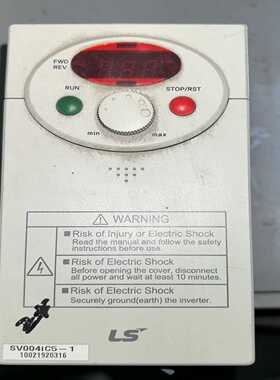 FWD
REV
RUN
STOP/RST
min
max
⚠ WARNING
■ Risk of Injury or Electric Shock
Read the manual and follow the safety
instructions before use.
■ Risk of Electric Shock
Before opening the cover, disconnect
all power and wait at least 10 minutes.
■ Risk of Electric Shock
Securely ground(earth) the inverter.
SV004iC5-1
10021920316
LS